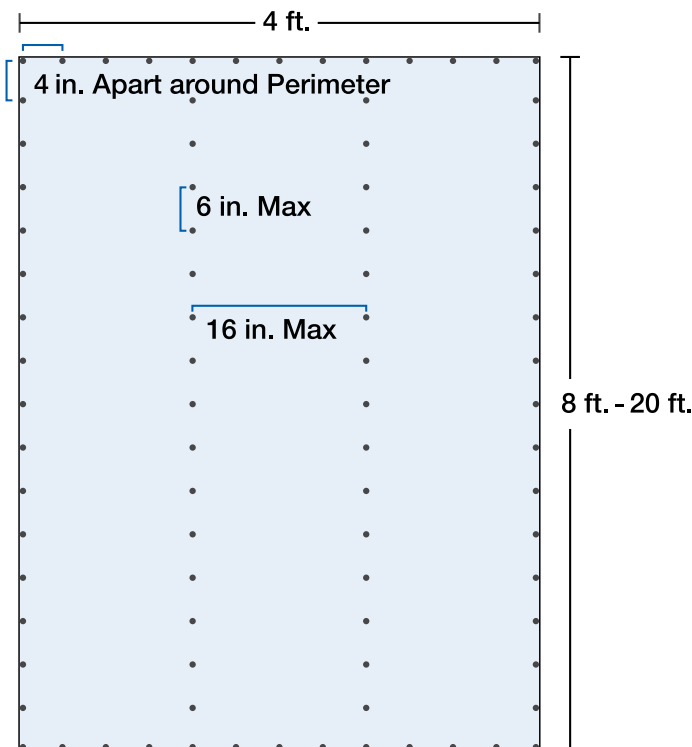 4 ft.
4 in. Apart around Perimeter
6 in. Max
16 in. Max
8 ft. - 20 ft.